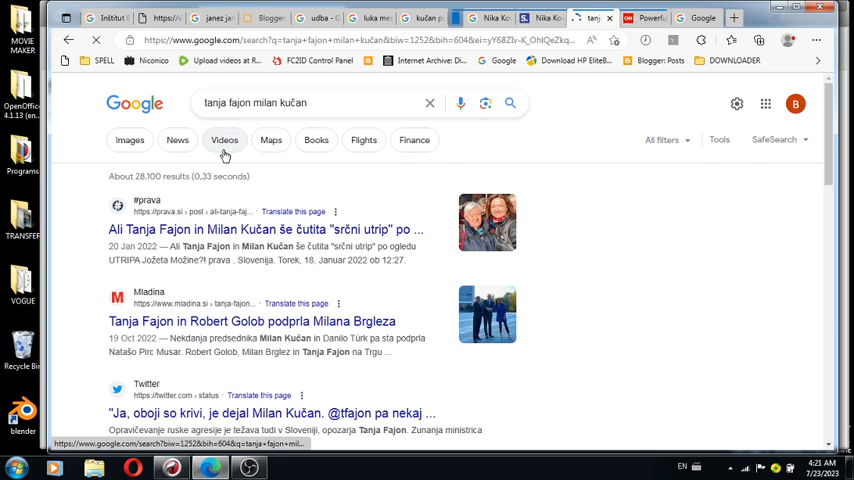 Inštitut E
https://s
janez jan
Blogger
udba - G
luka me
kučan p
Nika Ko
Nika Ko
tanj
Powerfu
Google
https://www.google.com/search?q=tanja+fajon+milan+kučan&biw=1252&bih=604&ei=yY68ZIv-K_OhlQeZkq...
SPELL
Niconico
Upload videos at r...
FC2ID Control Panel
Internet Archive: Di...
Google
Download HP EliteB...
Blogger: Posts
DOWNLOADER
MOVIE
MAKER
OpenOffice
4.1.13 (en...
Programs
TRANSFER
VOGUE
Recycle Bin
blender
Google
tanja fajon milan kučan
B
Images
News
Videos
Maps
Books
Flights
Finance
All filters
Tools
SafeSearch
About 28.100 results (0,33 seconds)
#prava
https://prava.si › post › ali-tanja-faj... · Translate this page
Ali Tanja Fajon in Milan Kučan še čutita "srčni utrip" po ...
20 Jan 2022 — Ali Tanja Fajon in Milan Kučan še čutita "srčni utrip" po ogledu
UTRIPA Jožeta Možine?! prava . Slovenija. Torek, 18. Januar 2022 ob 12:27.
M
Mladina
https://www.mladina.si › tanja-fajon... · Translate this page
Tanja Fajon in Robert Golob podprla Milana Brgleza
19 Oct 2022 — Nekdanja predsednika Milan Kučan in Danilo Türk pa sta podprla
Natašo Pirc Musar. Robert Golob, Milan Brglez in Tanja Fajon na Trgu ...
Twitter
https://twitter.com › status · Translate this page
"Ja, oboji so krivi, je dejal Milan Kučan. @tfajon pa nekaj ...
Opravičevanje ruske agresije je težava tudi v Sloveniji, opozarja Tanja Fajon. Zunanja ministrica
https://www.google.com/search?biw=1252&bih=604&q=tanja+fajon+mil...
EN
4:21 AM
7/23/2023